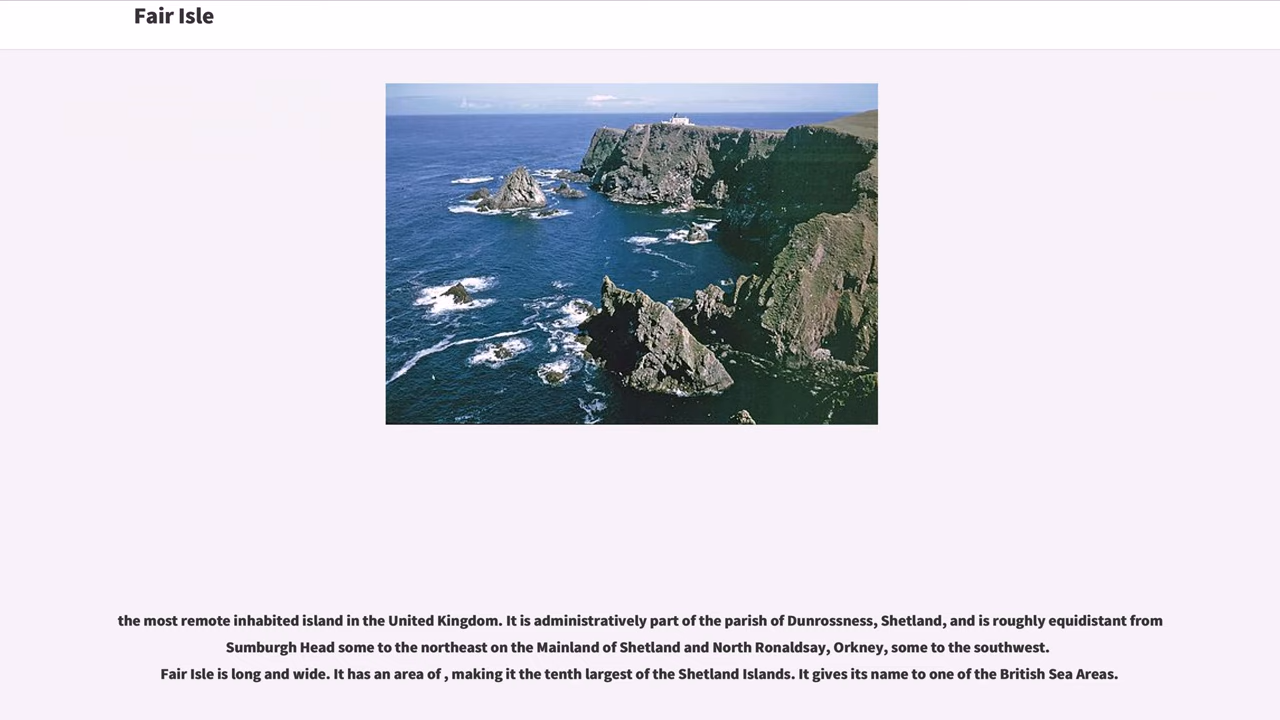 Fair Isle
the most remote inhabited island in the United Kingdom. It is administratively part of the parish of Dunrossness, Shetland, and is roughly equidistant from
Sumburgh Head some to the northeast on the Mainland of Shetland and North Ronaldsay, Orkney, some to the southwest.
Fair Isle is long and wide. It has an area of , making it the tenth largest of the Shetland Islands. It gives its name to one of the British Sea Areas.